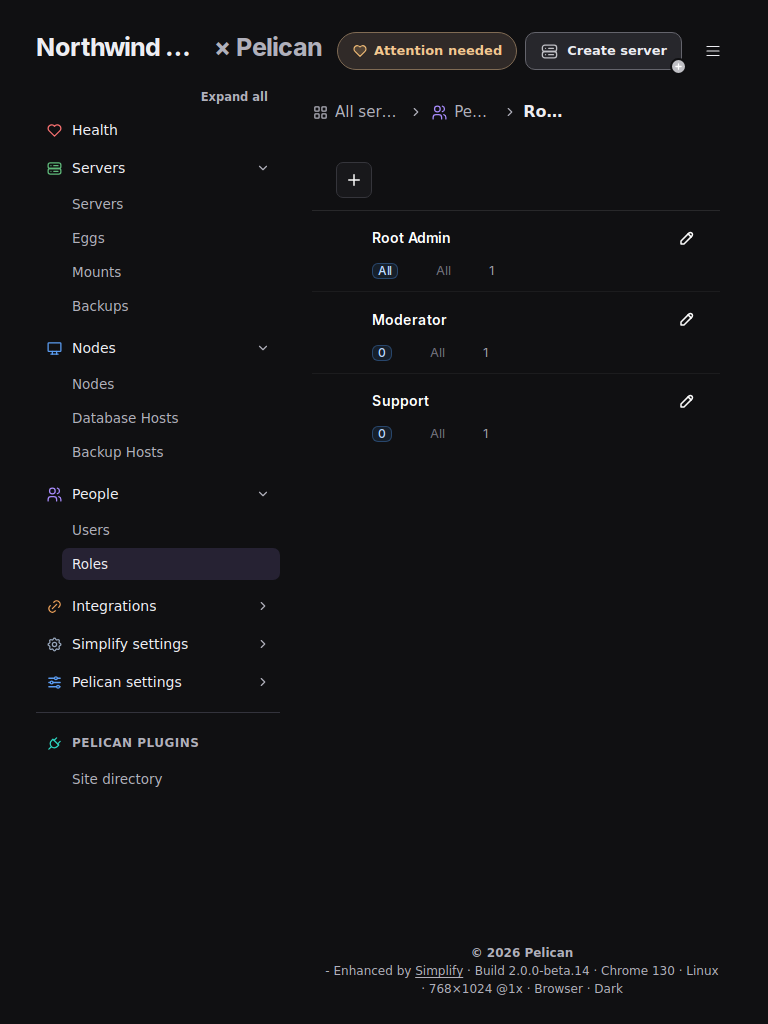 Northwind ... × Pelican
Attention needed
Create server
Expand all
All ser... > Pe... > Ro...
Health
Servers
Servers
Eggs
Mounts
Backups
Nodes
Nodes
Database Hosts
Backup Hosts
People
Users
Roles
Integrations
Simplify settings
Pelican settings
PELICAN PLUGINS
Site directory
Root Admin
All All 1
Moderator
0 All 1
Support
0 All 1
© 2026 Pelican
- Enhanced by Simplify · Build 2.0.0-beta.14 · Chrome 130 · Linux
· 768×1024 @1x · Browser · Dark